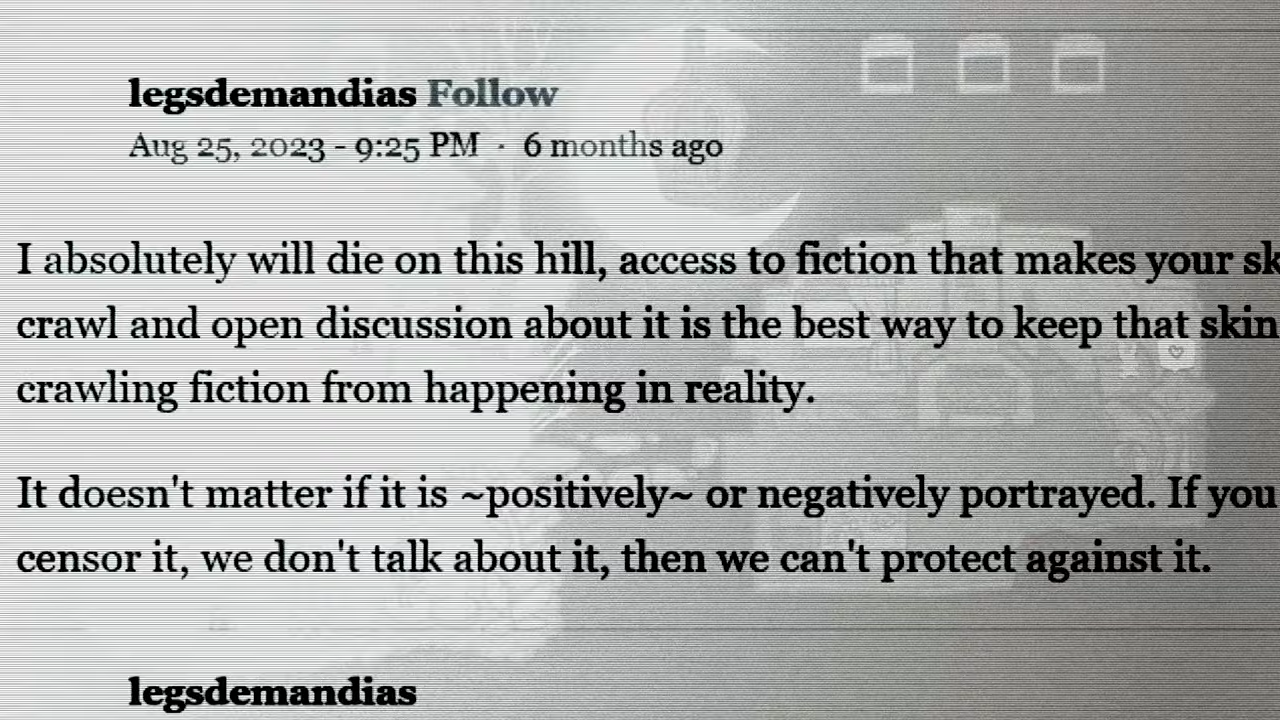 legsdemandias Follow
Aug 25, 2023 - 9:25 PM · 6 months ago
I absolutely will die on this hill, access to fiction that makes your sk
crawl and open discussion about it is the best way to keep that skin
crawling fiction from happening in reality.
It doesn't matter if it is ~positively~ or negatively portrayed. If you
censor it, we don't talk about it, then we can't protect against it.
legsdemandias